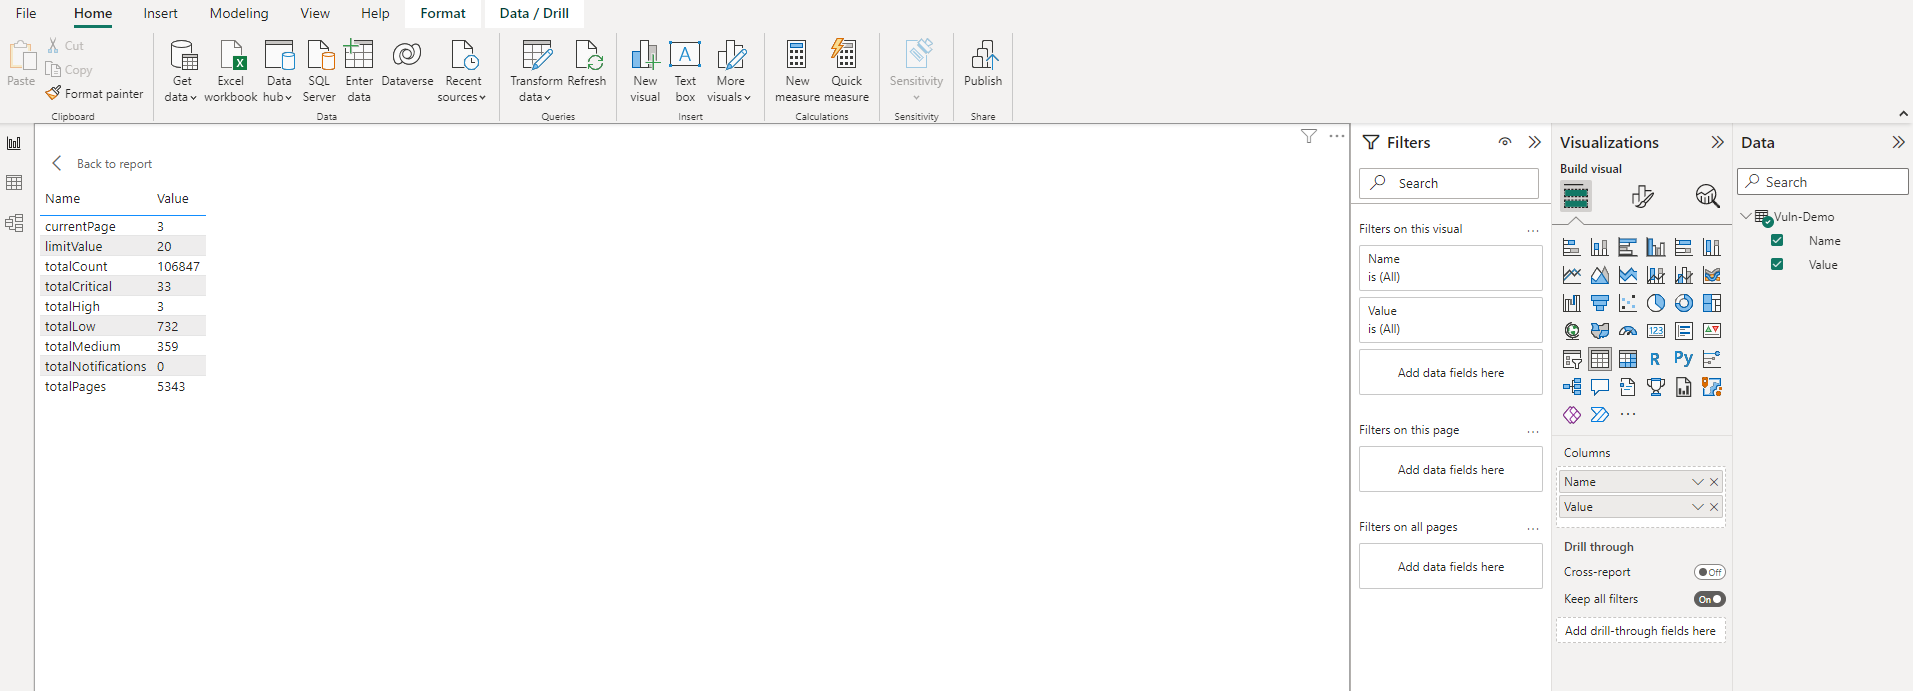 File Home Insert Modeling View Help Format Data / Drill
Paste
Cut
Copy
Format painter
Clipboard
Get data
Excel workbook
Data hub
SQL Server
Enter data
Dataverse
Recent sources
Data
Transform data
Refresh
Queries
New visual
A
Text box
More visuals
Insert
New measure
Quick measure
Calculations
Sensitivity
Sensitivity
Publish
Share
Back to report
Name Value
currentPage 3
limitValue 20
totalCount 106847
totalCritical 33
totalHigh 3
totalLow 732
totalMedium 359
totalNotifications 0
totalPages 5343
Filters
Search
Filters on this visual
Name
is (All)
Value
is (All)
Add data fields here
Filters on this page
Add data fields here
Filters on all pages
Add data fields here
Visualizations
Build visual
123
R Py
Columns
Name
Value
Drill through
Cross-report Off
Keep all filters On
Add drill-through fields here
Data
Search
Vuln-Demo
Name
Value